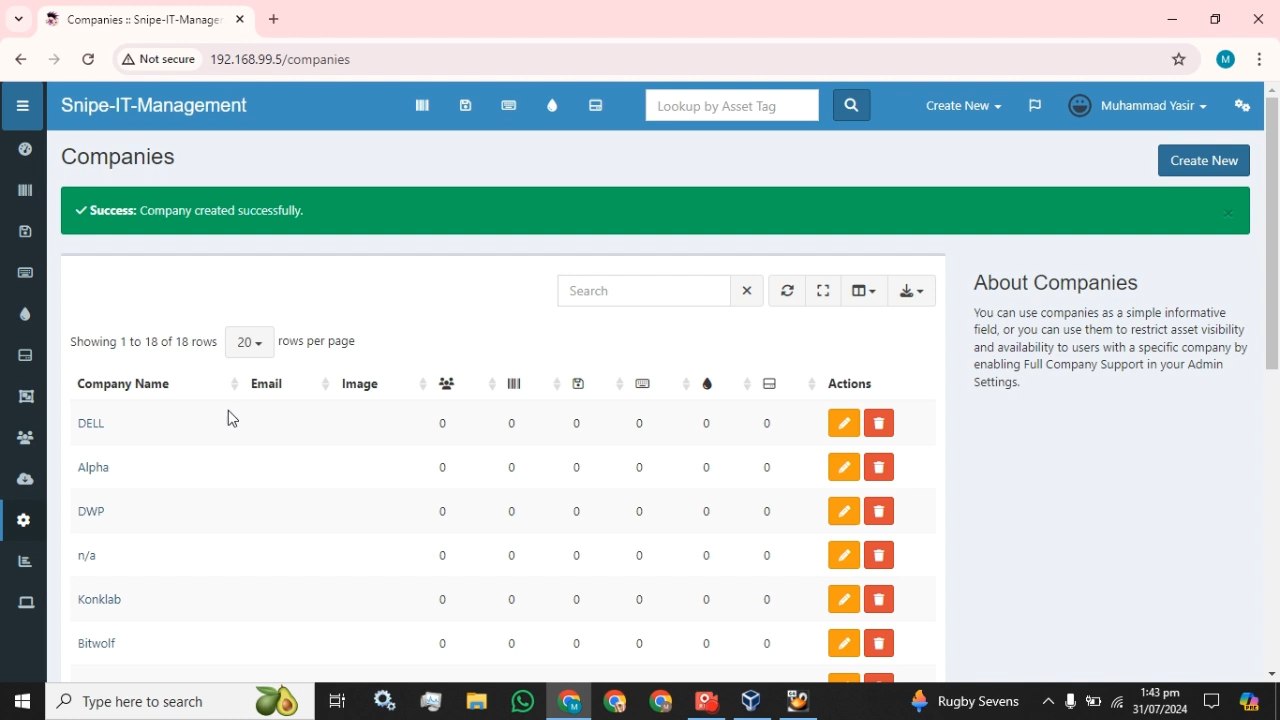 Companies :: Snipe-IT-Manage
Not secure 192.168.99.5/companies M
Snipe-IT-Management Lookup by Asset Tag Create New Muhammad Yasir
Companies Create New
Success: Company created successfully. ×
Search
About Companies
You can use companies as a simple informative
field, or you can use them to restrict asset visibility
and availability to users with a specific company by
enabling Full Company Support in your Admin
Settings.
Showing 1 to 18 of 18 rows 20 rows per page
Company Name Email Image Actions
DELL 0 0 0 0 0 0
Alpha 0 0 0 0 0 0
DWP 0 0 0 0 0 0
n/a 0 0 0 0 0 0
Konklab 0 0 0 0 0 0
Bitwolf 0 0 0 0 0 0
Type here to search Rugby Sevens 1:43 pm
31/07/2024